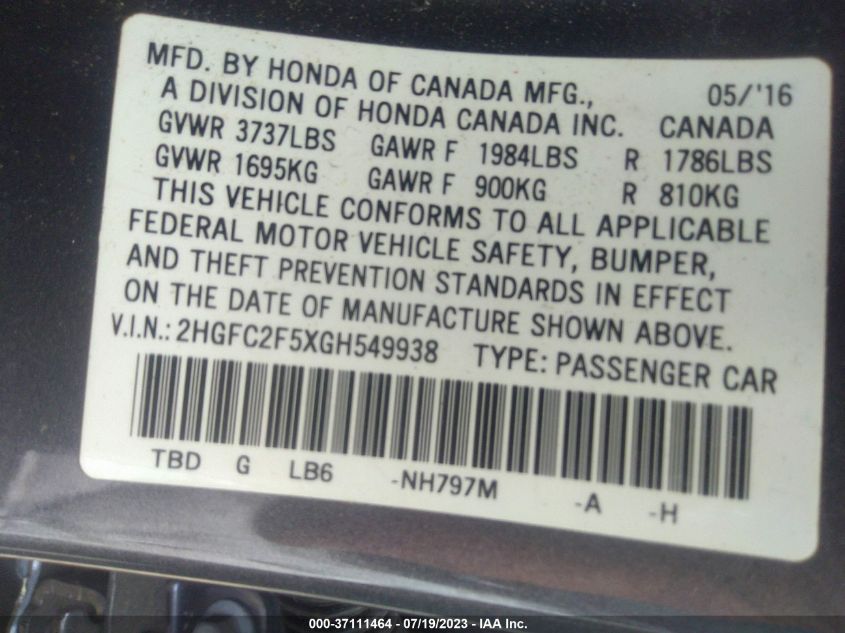 MFD. BY HONDA OF CANADA MFG., 05/'16
A DIVISION OF HONDA CANADA INC. CANADA
GVWR 3737LBS GAWR F 1984LBS R 1786LBS
GVWR 1695KG GAWR F 900KG R 810KG
THIS VEHICLE CONFORMS TO ALL APPLICABLE
FEDERAL MOTOR VEHICLE SAFETY, BUMPER,
AND THEFT PREVENTION STANDARDS IN EFFECT
ON THE DATE OF MANUFACTURE SHOWN ABOVE.
V.I.N.: 2HGFC2F5XGH549938 TYPE: PASSENGER CAR
TBD G LB6 -NH797M -A -H
000-37111464 - 07/19/2023 - IAA Inc.